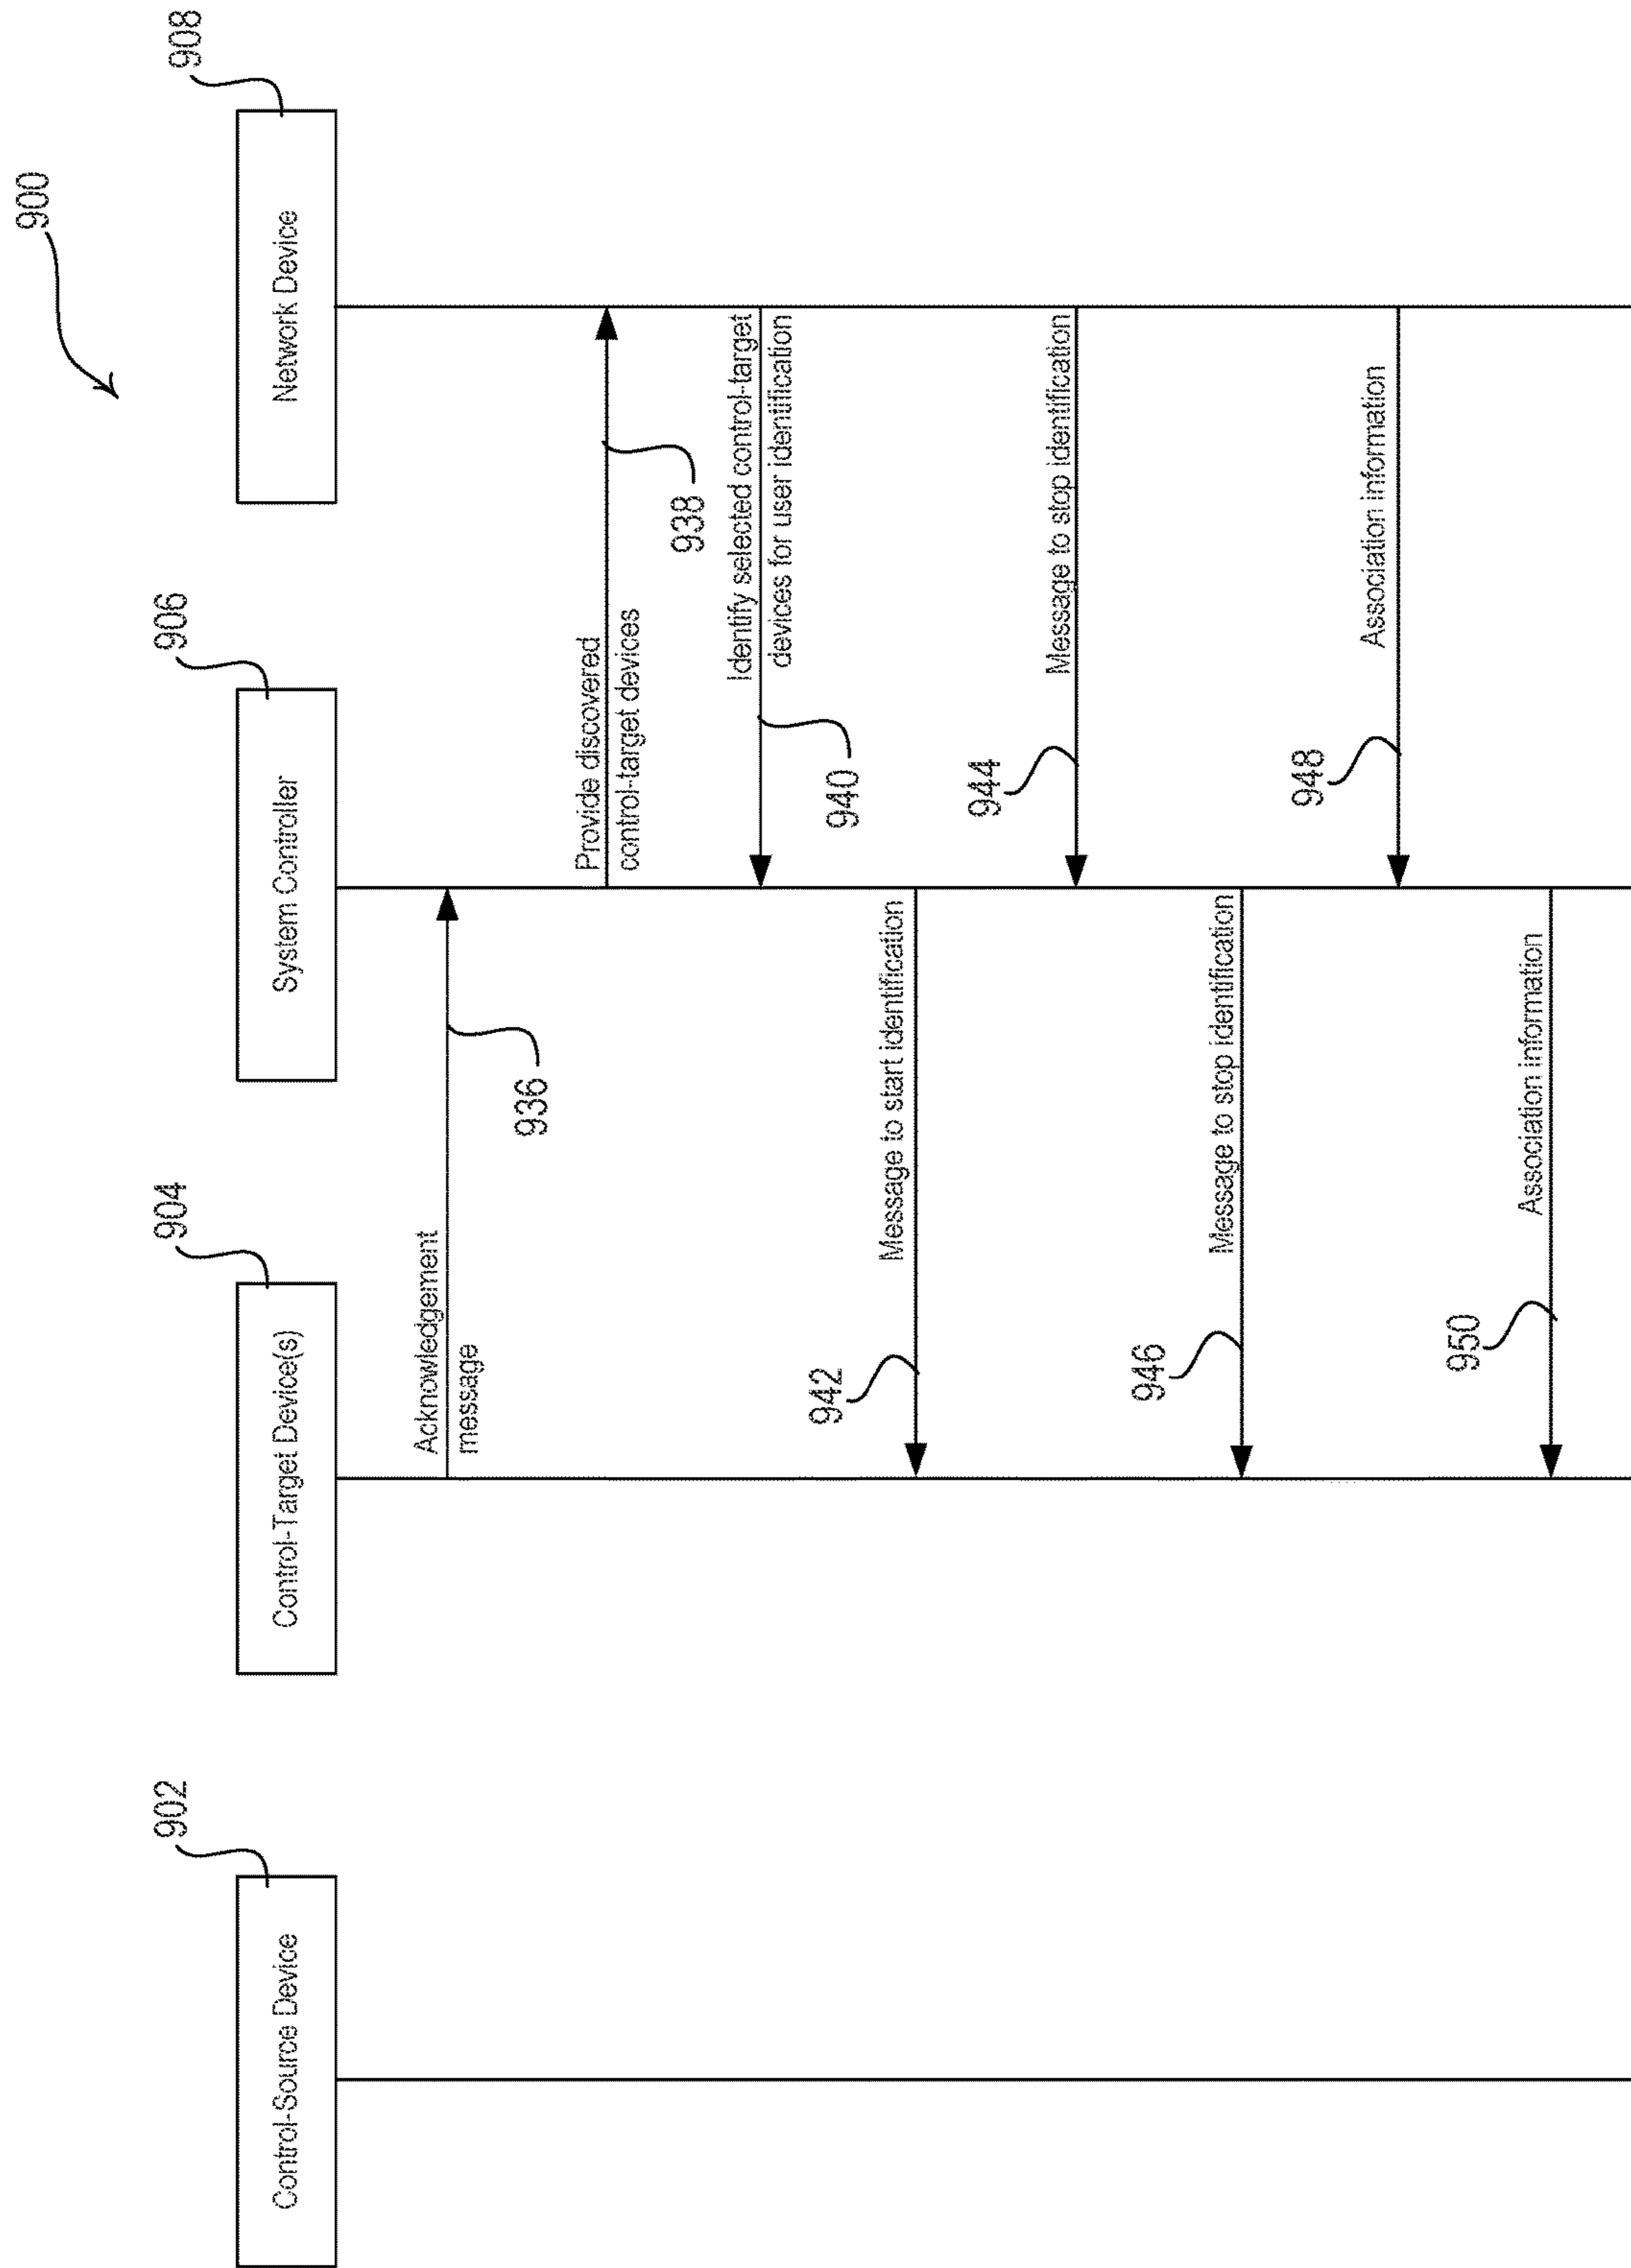 900
902
904
906
908
Control-Source Device
Control-Target Device(s)
System Controller
Network Device
Acknowledgement
message
936
Provide discovered
control-target devices
938
Identify selected control-target
devices for user identification
940
Message to start identification
942
Message to stop identification
944
Message to stop identification
946
Association information
948
Association information
950